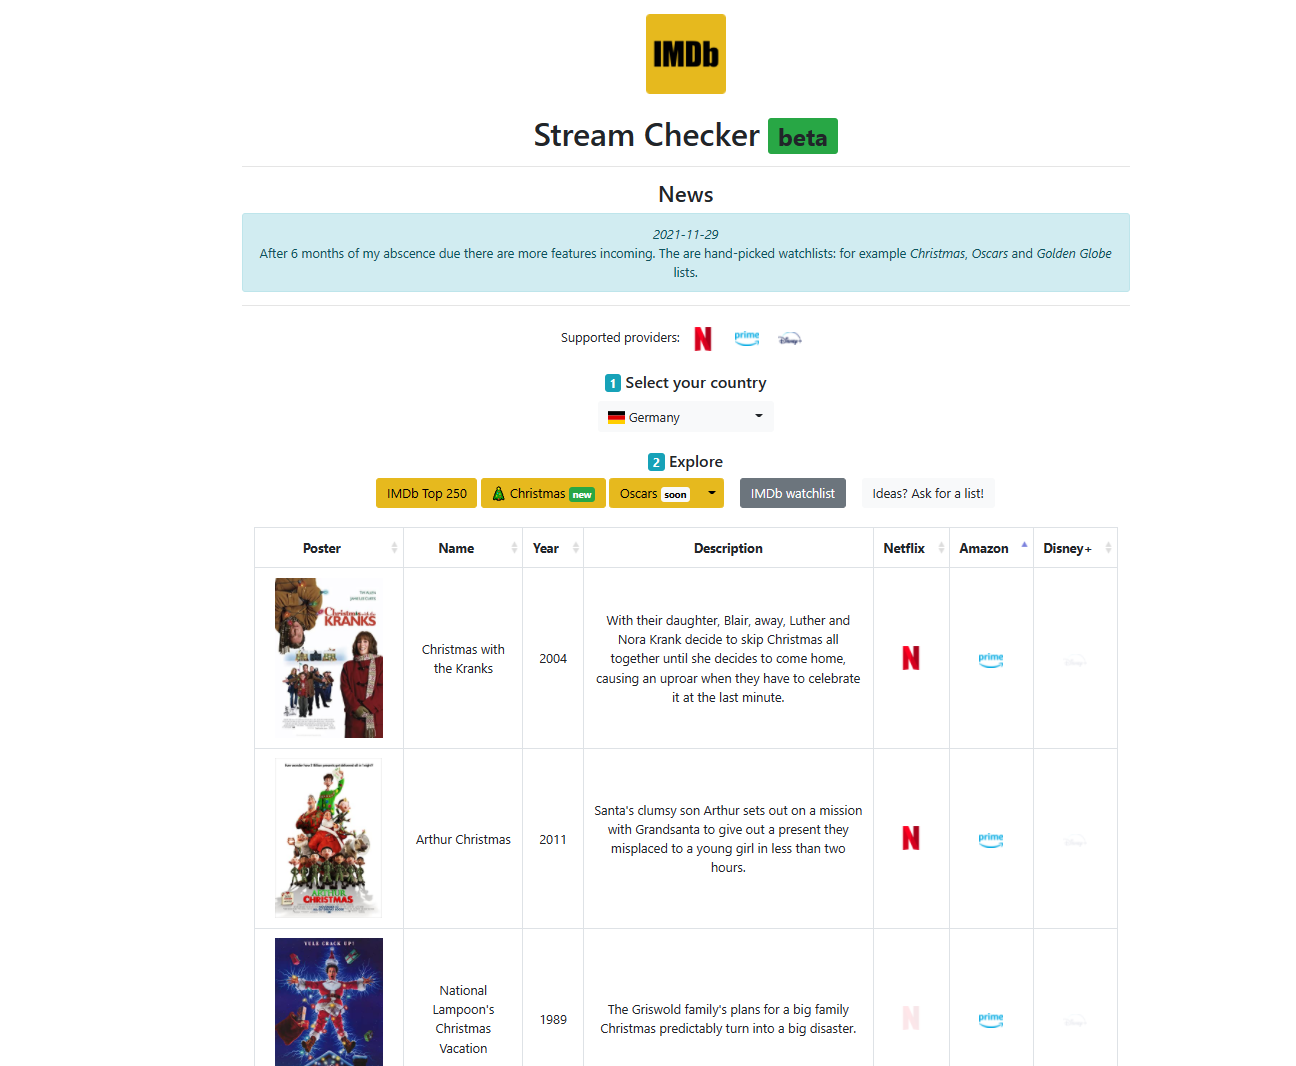 IMDb
Stream Checker beta
News
2021-11-29
After 6 months of my abscence due there are more features incoming. The are hand-picked watchlists: for example Christmas, Oscars and Golden Globe
lists.
Supported providers: N prime Disney+
1 Select your country
Germany
2 Explore
IMDb Top 250 Christmas new Oscars soon IMDb watchlist Ideas? Ask for a list!
Poster Name Year Description Netflix Amazon Disney+
Christmas with the
KRANKS
Christmas with
the Kranks
2004
With their daughter, Blair, away, Luther and
Nora Krank decide to skip Christmas all
together until she decides to come home,
causing an uproar when they have to celebrate
it at the last minute.
N prime Disney+
ARTHUR
CHRISTMAS
Arthur Christmas
2011
Santa's clumsy son Arthur sets out on a mission
with Grandsanta to give out a present they
misplaced to a young girl in less than two
hours.
N prime Disney+
YULE CRACK UP!
National
Lampoon's
Christmas
Vacation
1989
The Griswold family's plans for a big family
Christmas predictably turn into a big disaster.
N prime Disney+